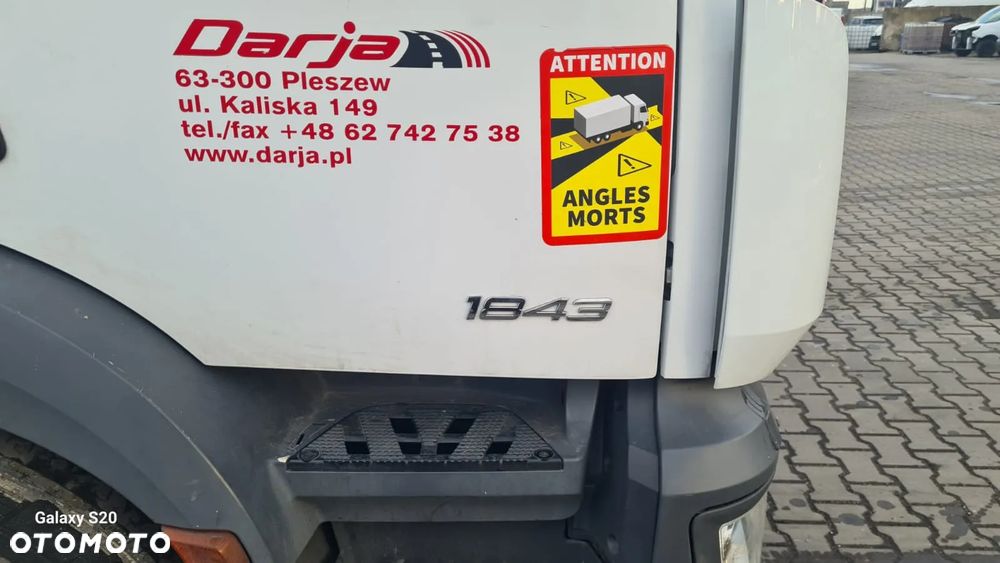 Darja
63-300 Pleszew
ul. Kaliska 149
tel./fax +48 62 742 75 38
www.darja.pl
ATTENTION
ANGLES
MORTS
1843
Galaxy S20
OTOMOTO